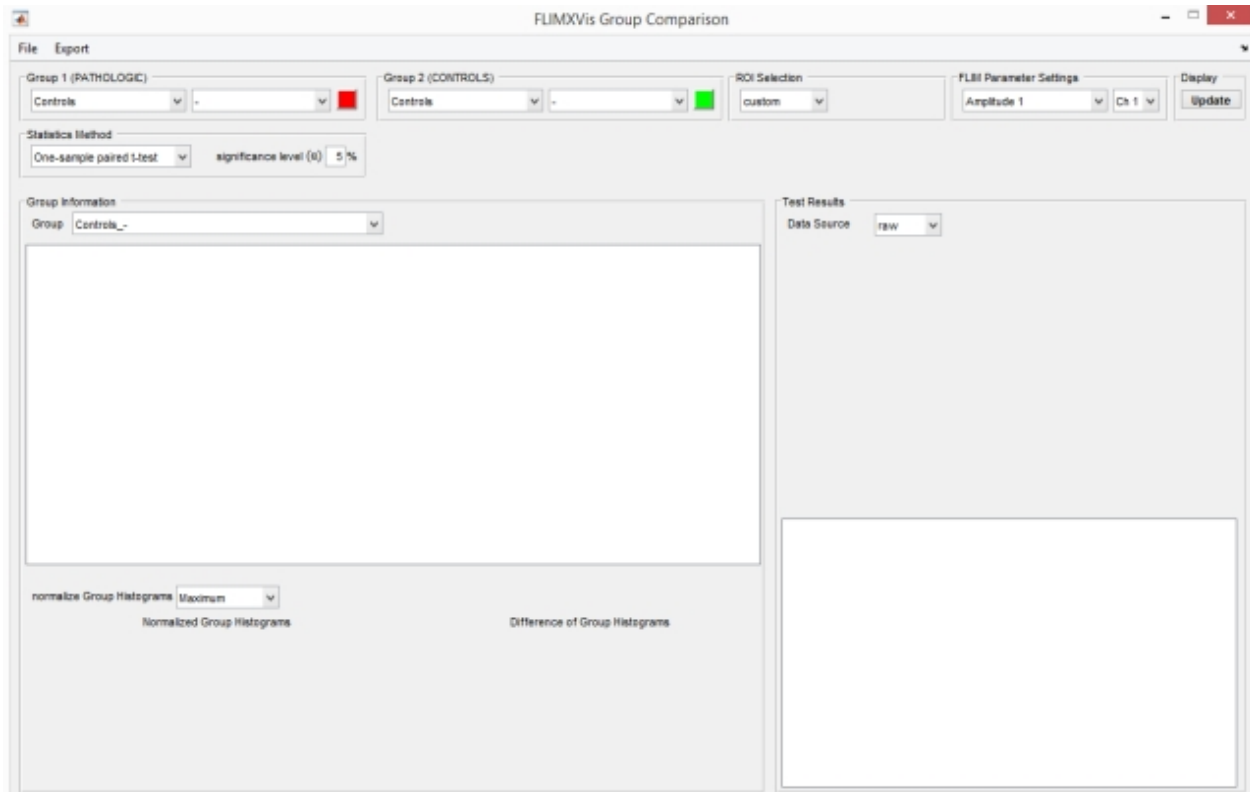 FLIMXVis Group Comparison
File Export
Group 1 (PATHOLOGIC) Group 2 (CONTROLS) ROI Selection FLIM Parameter Settings Display
Controls - Controls - custom Amplitude 1 Ch 1 Update
Statistics Method
One-sample paired t-test significance level (α) 5 %
Group Information Test Results
Group Controls_- Data Source raw
normalize Group Histograms Maximum
Normalized Group Histograms Difference of Group Histograms